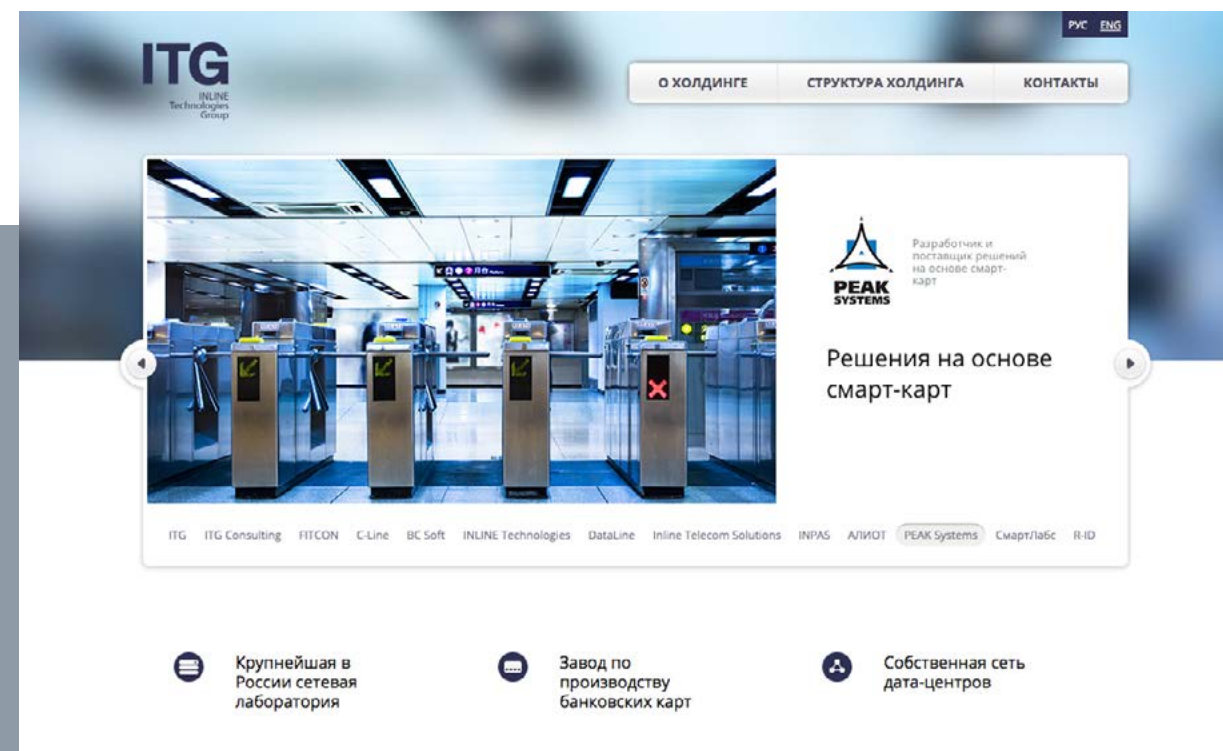 РУС ENG
ITG
INLINE
Technologies
Group
О ХОЛДИНГЕ СТРУКТУРА ХОЛДИНГА КОНТАКТЫ
PEAK
SYSTEMS
Разработчик и
поставщик решений
на основе смарт-
карт
Решения на основе
смарт-карт
ITG ITG Consulting FITCON C-Line BC Soft INLINE Technologies DataLine Inline Telecom Solutions INPAS АЛИОТ PEAK Systems СмартЛабс R-ID
Крупнейшая в
России сетевая
лаборатория
Завод по
производству
банковских карт
Собственная сеть
дата-центров